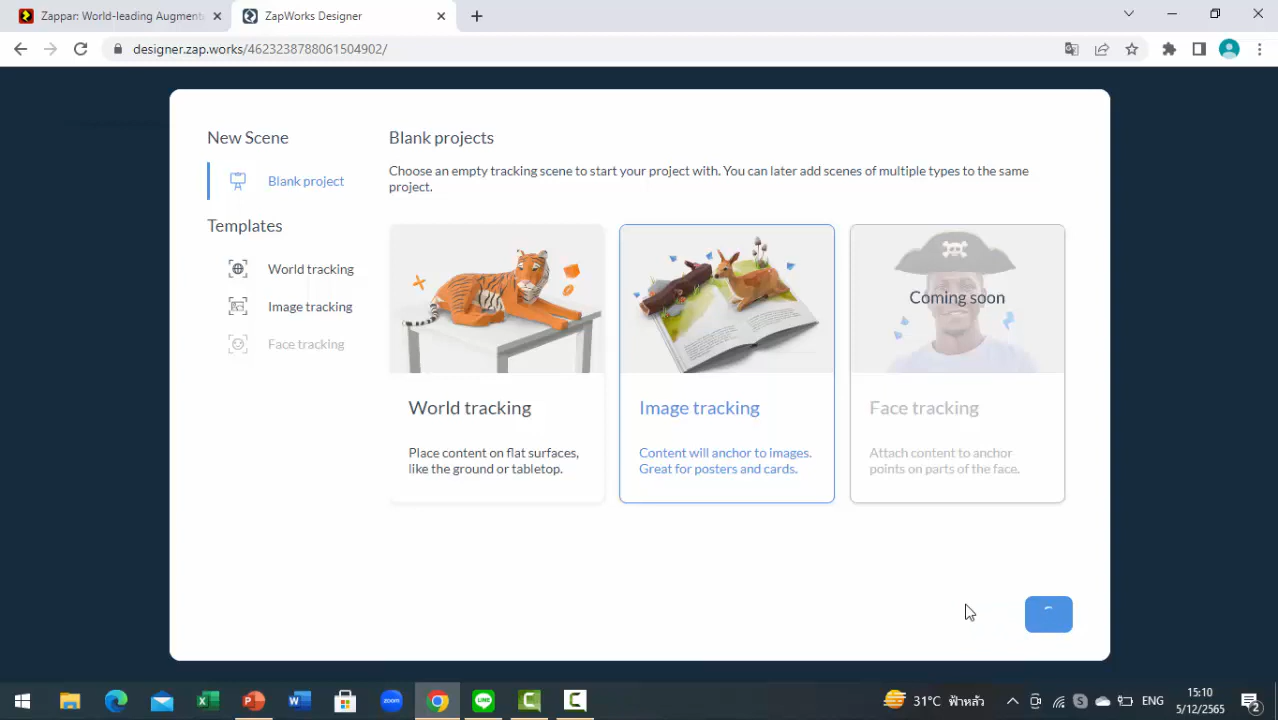 Zappar: World-leading Augment
ZapWorks Designer
designer.zap.works/4623238788061504902/
New Scene
Blank project
Templates
World tracking
Image tracking
Face tracking
Blank projects
Choose an empty tracking scene to start your project with. You can later add scenes of multiple types to the same
project.
World tracking
Place content on flat surfaces,
like the ground or tabletop.
Image tracking
Content will anchor to images.
Great for posters and cards.
Coming soon
Face tracking
Attach content to anchor
points on parts of the face.
zoom
LINE
31°C ฟ้าหลัว
ENG
15:10
5/12/2565
2